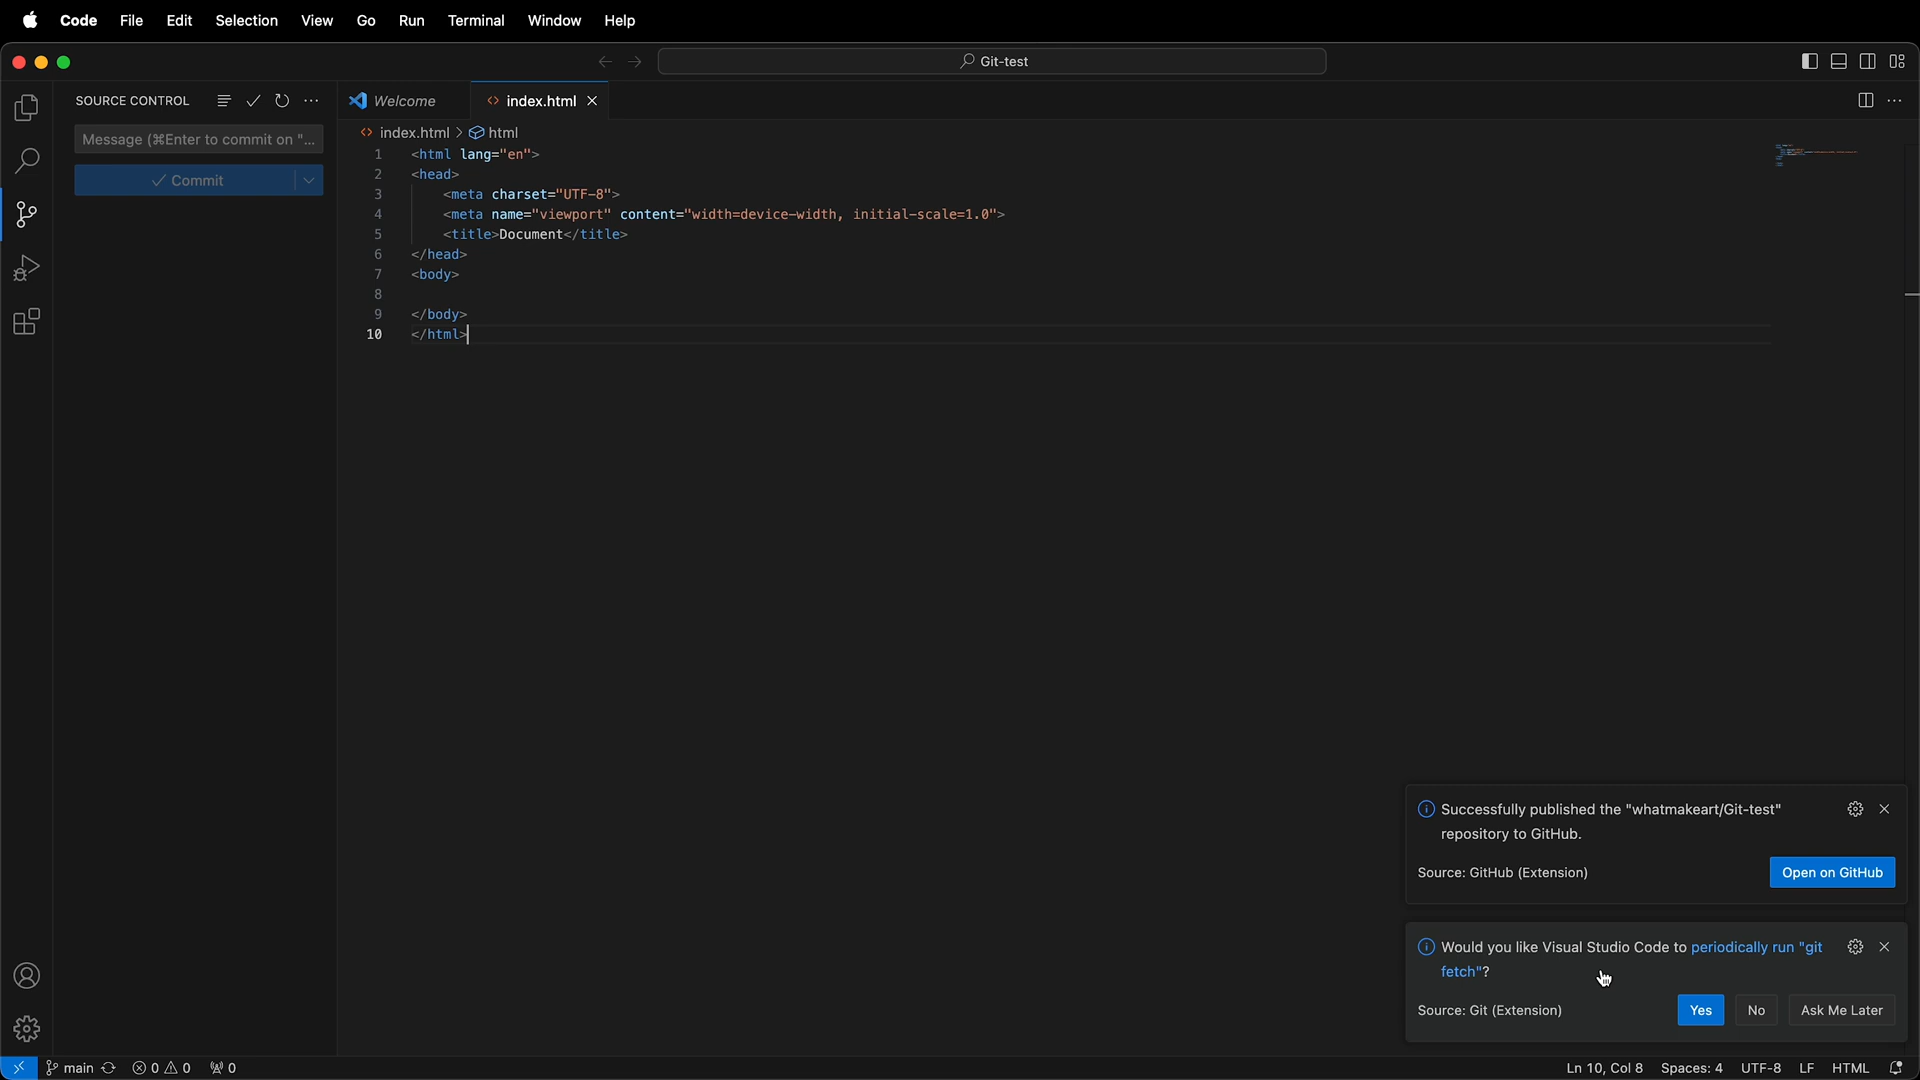 Code File Edit Selection View Go Run Terminal Window Help
Git-test
SOURCE CONTROL
Welcome
index.html
Message (⌘Enter to commit on "...
Commit
index.html > html
1 <html lang="en">
2 <head>
3 <meta charset="UTF-8">
4 <meta name="viewport" content="width=device-width, initial-scale=1.0">
5 <title>Document</title>
6 </head>
7 <body>
8
9 </body>
10 </html>
Successfully published the "whatmakeart/Git-test"
repository to GitHub.
Source: GitHub (Extension) Open on GitHub
Would you like Visual Studio Code to periodically run "git
fetch"?
Source: Git (Extension) Yes No Ask Me Later
main 0 0 0 Ln 10, Col 8 Spaces: 4 UTF-8 LF HTML